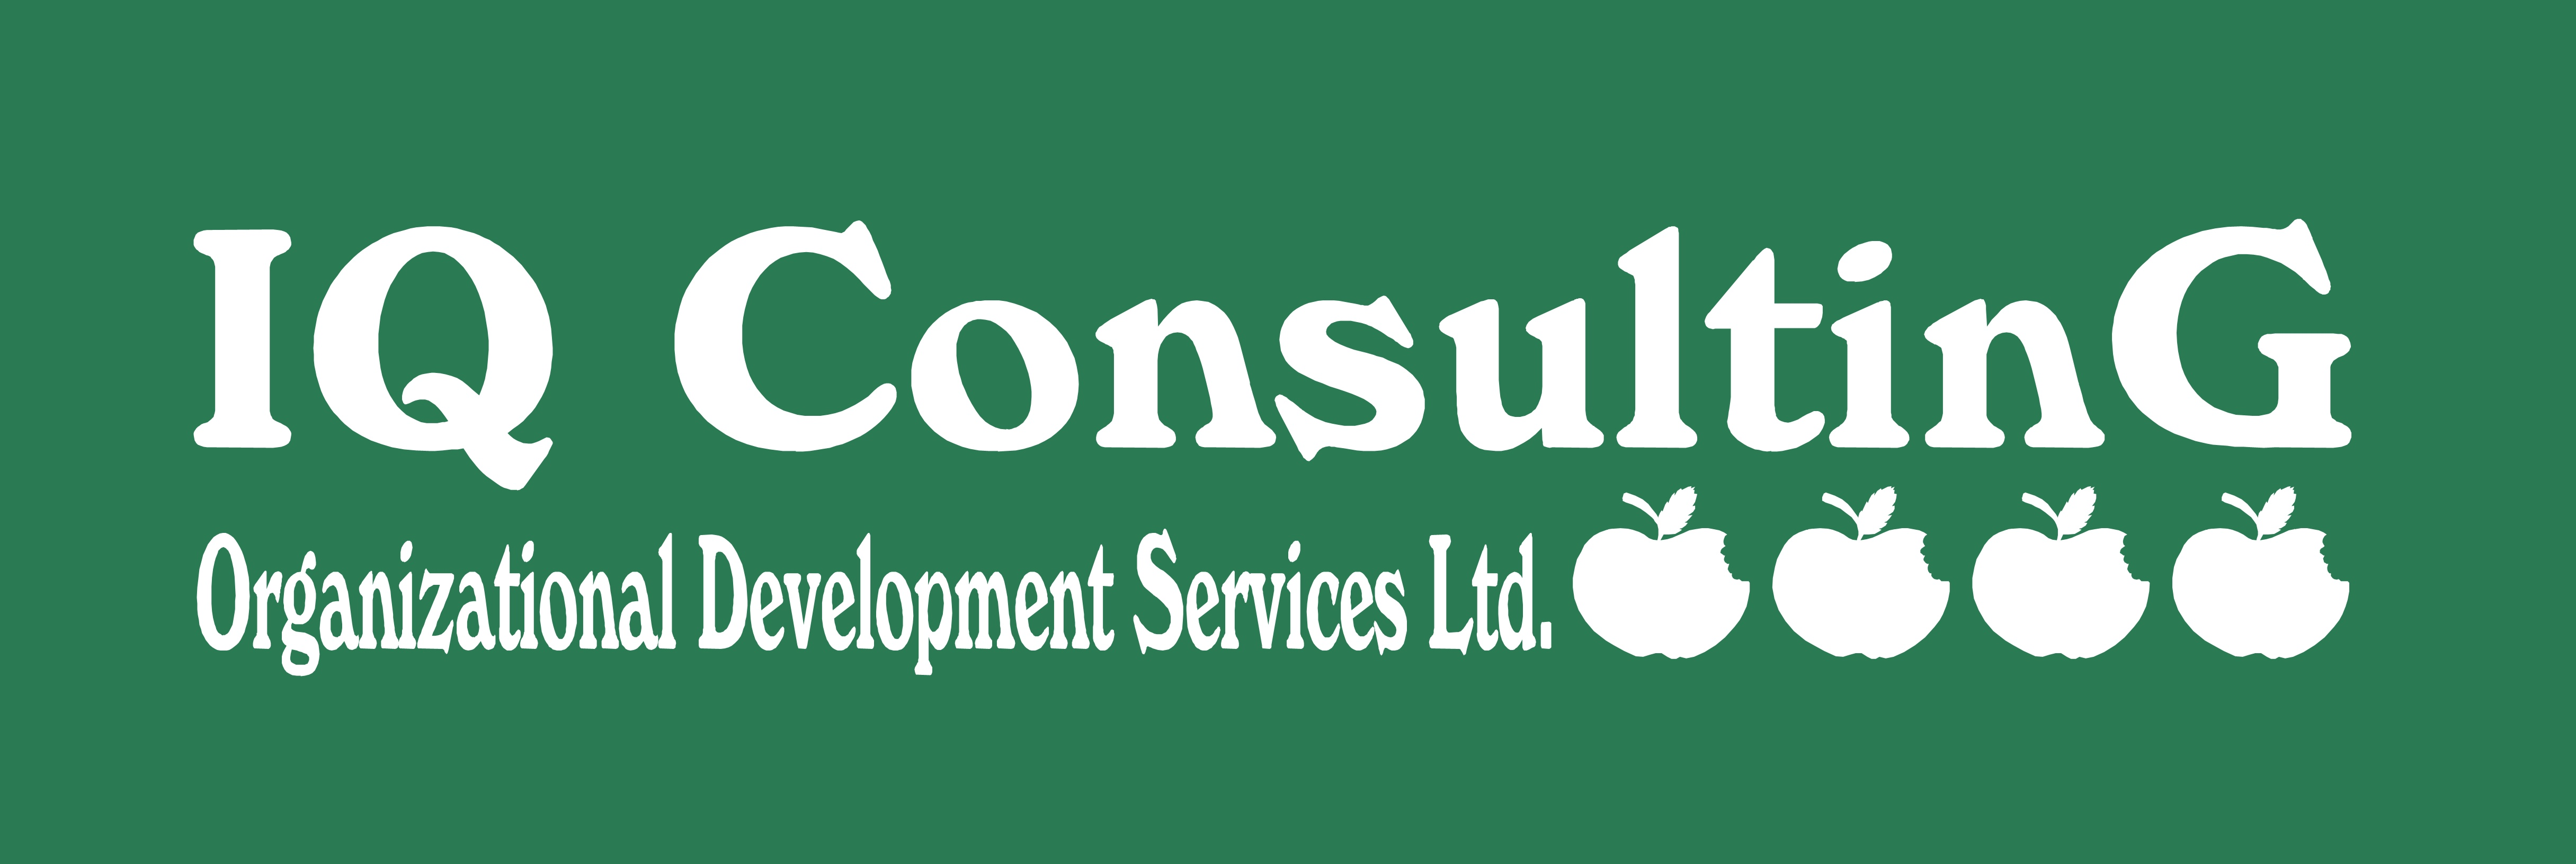 IQ ConsultinG
Organizational Development Services Ltd.